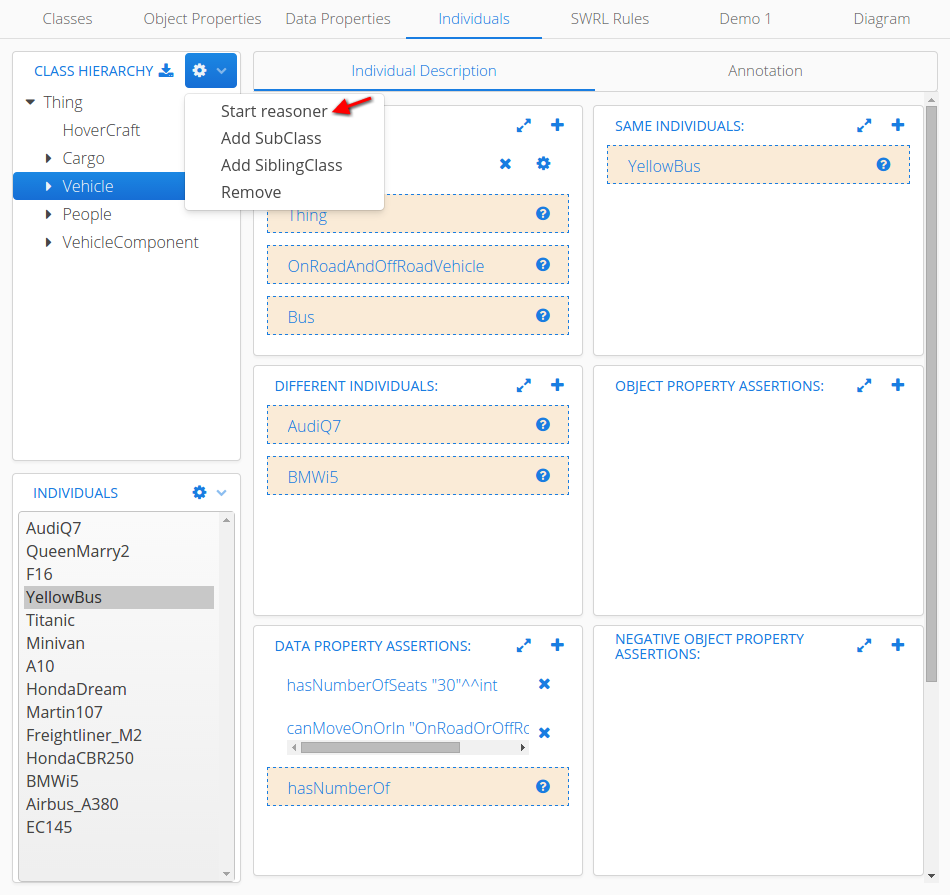 Classes
Object Properties
Data Properties
Individuals
SWRL Rules
Demo 1
Diagram
CLASS HIERARCHY
Start reasoner
Add SubClass
Add SiblingClass
Remove
Thing
HoverCraft
Cargo
Vehicle
People
VehicleComponent
INDIVIDUALS
AudiQ7
QueenMarry2
F16
YellowBus
Titanic
Minivan
A10
HondaDream
Martin107
Freightliner_M2
HondaCBR250
BMWi5
Airbus_A380
EC145
Individual Description
Annotation
Thing
OnRoadAndOffRoadVehicle
Bus
SAME INDIVIDUALS:
YellowBus
DIFFERENT INDIVIDUALS:
AudiQ7
BMWi5
OBJECT PROPERTY ASSERTIONS:
DATA PROPERTY ASSERTIONS:
hasNumberOfSeats "30"^^int
canMoveOnOrIn "OnRoadOrOffRo
hasNumberOf
NEGATIVE OBJECT PROPERTY
ASSERTIONS: